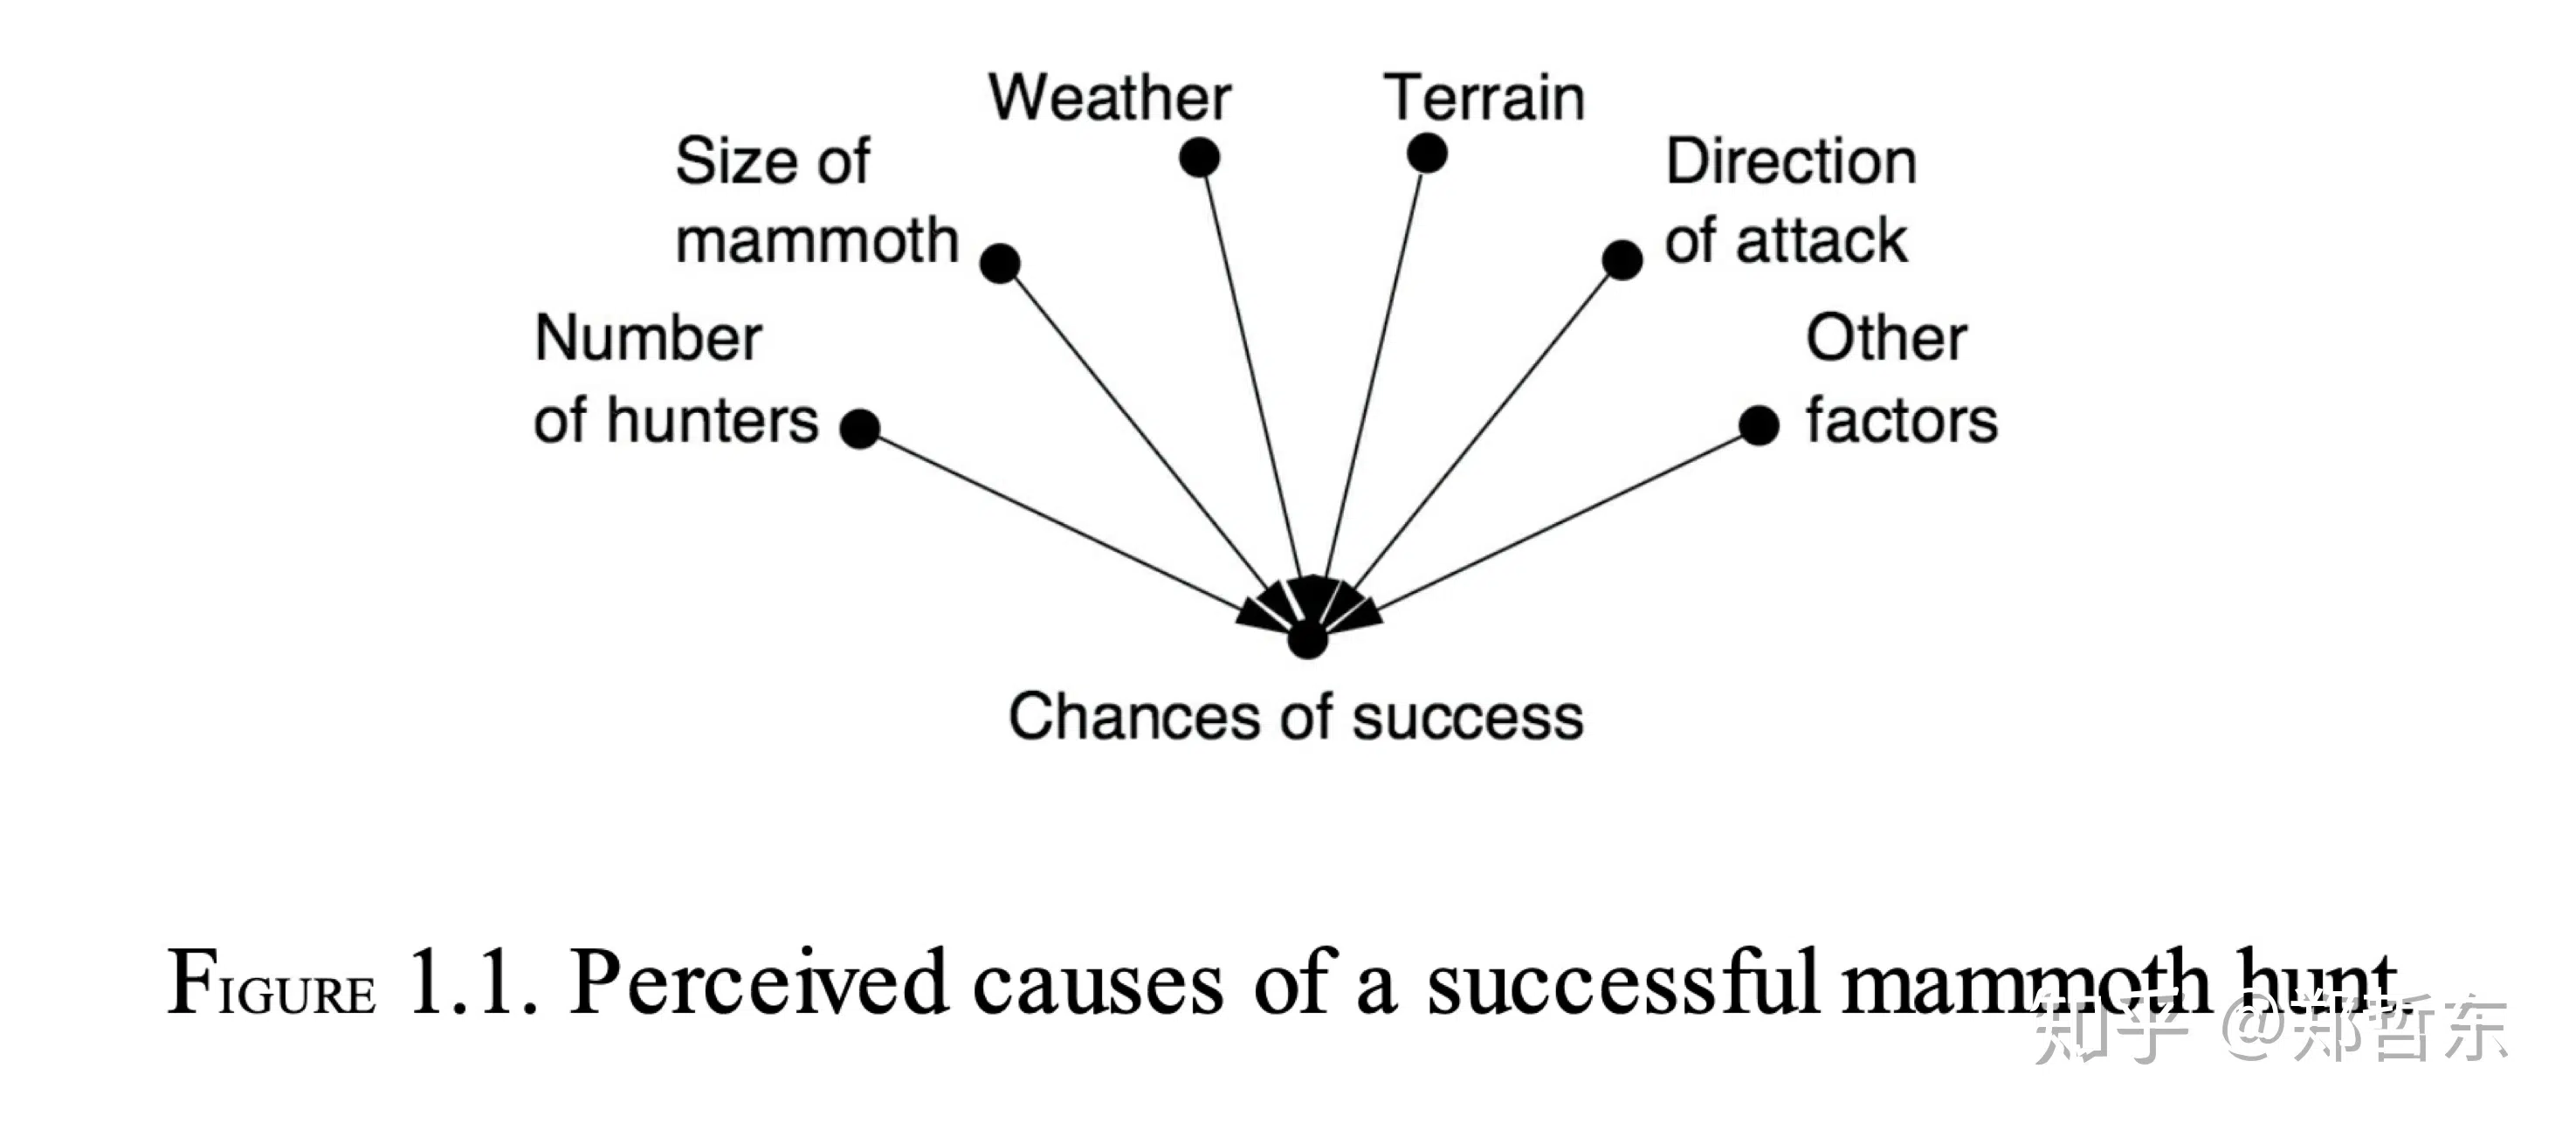 Weather
Terrain
Size of
mammoth
Direction
of attack
Number
of hunters
Other
factors
Chances of success
FIGURE 1.1. Perceived causes of a successful mammoth hunt.
知乎 @郑哲东